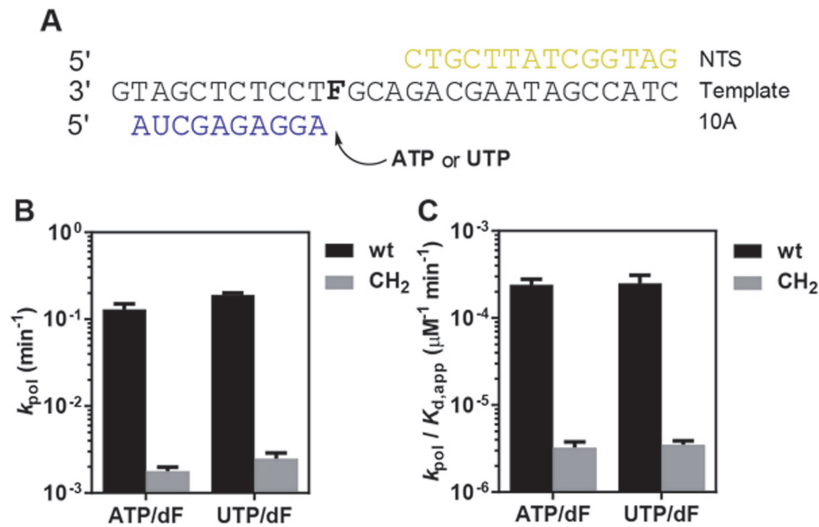 A
5' CTGCTTATCGGTAG NTS
3' GTAGCTCTCCTFGCAGACGAATAGCCATC Template
5' AUCGAGAGGA 10A
ATP or UTP
B
10⁰
10⁻¹
10⁻²
10⁻³
kpol (min⁻¹)
ATP/dF UTP/dF
wt
CH₂
C
10⁻³
10⁻⁴
10⁻⁵
10⁻⁶
kpol / Kd,app (μM⁻¹ min⁻¹)
ATP/dF UTP/dF
wt
CH₂